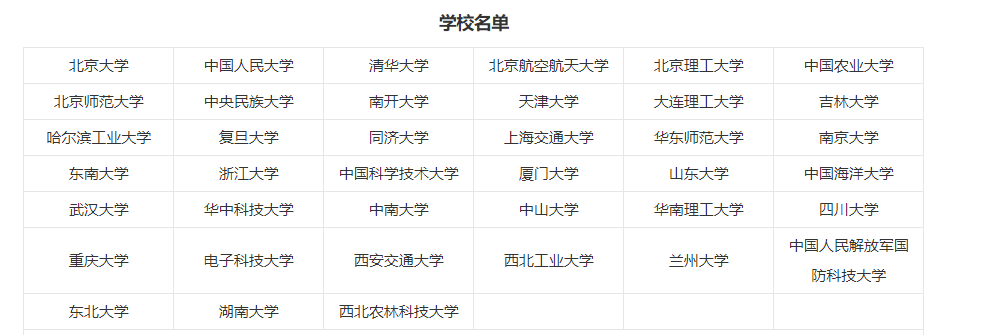 学校名单
北京大学 中国人民大学 清华大学 北京航空航天大学 北京理工大学 中国农业大学
北京师范大学 中央民族大学 南开大学 天津大学 大连理工大学 吉林大学
哈尔滨工业大学 复旦大学 同济大学 上海交通大学 华东师范大学 南京大学
东南大学 浙江大学 中国科学技术大学 厦门大学 山东大学 中国海洋大学
武汉大学 华中科技大学 中南大学 中山大学 华南理工大学 四川大学
重庆大学 电子科技大学 西安交通大学 西北工业大学 兰州大学 中国人民解放军国
防科技大学
东北大学 湖南大学 西北农林科技大学